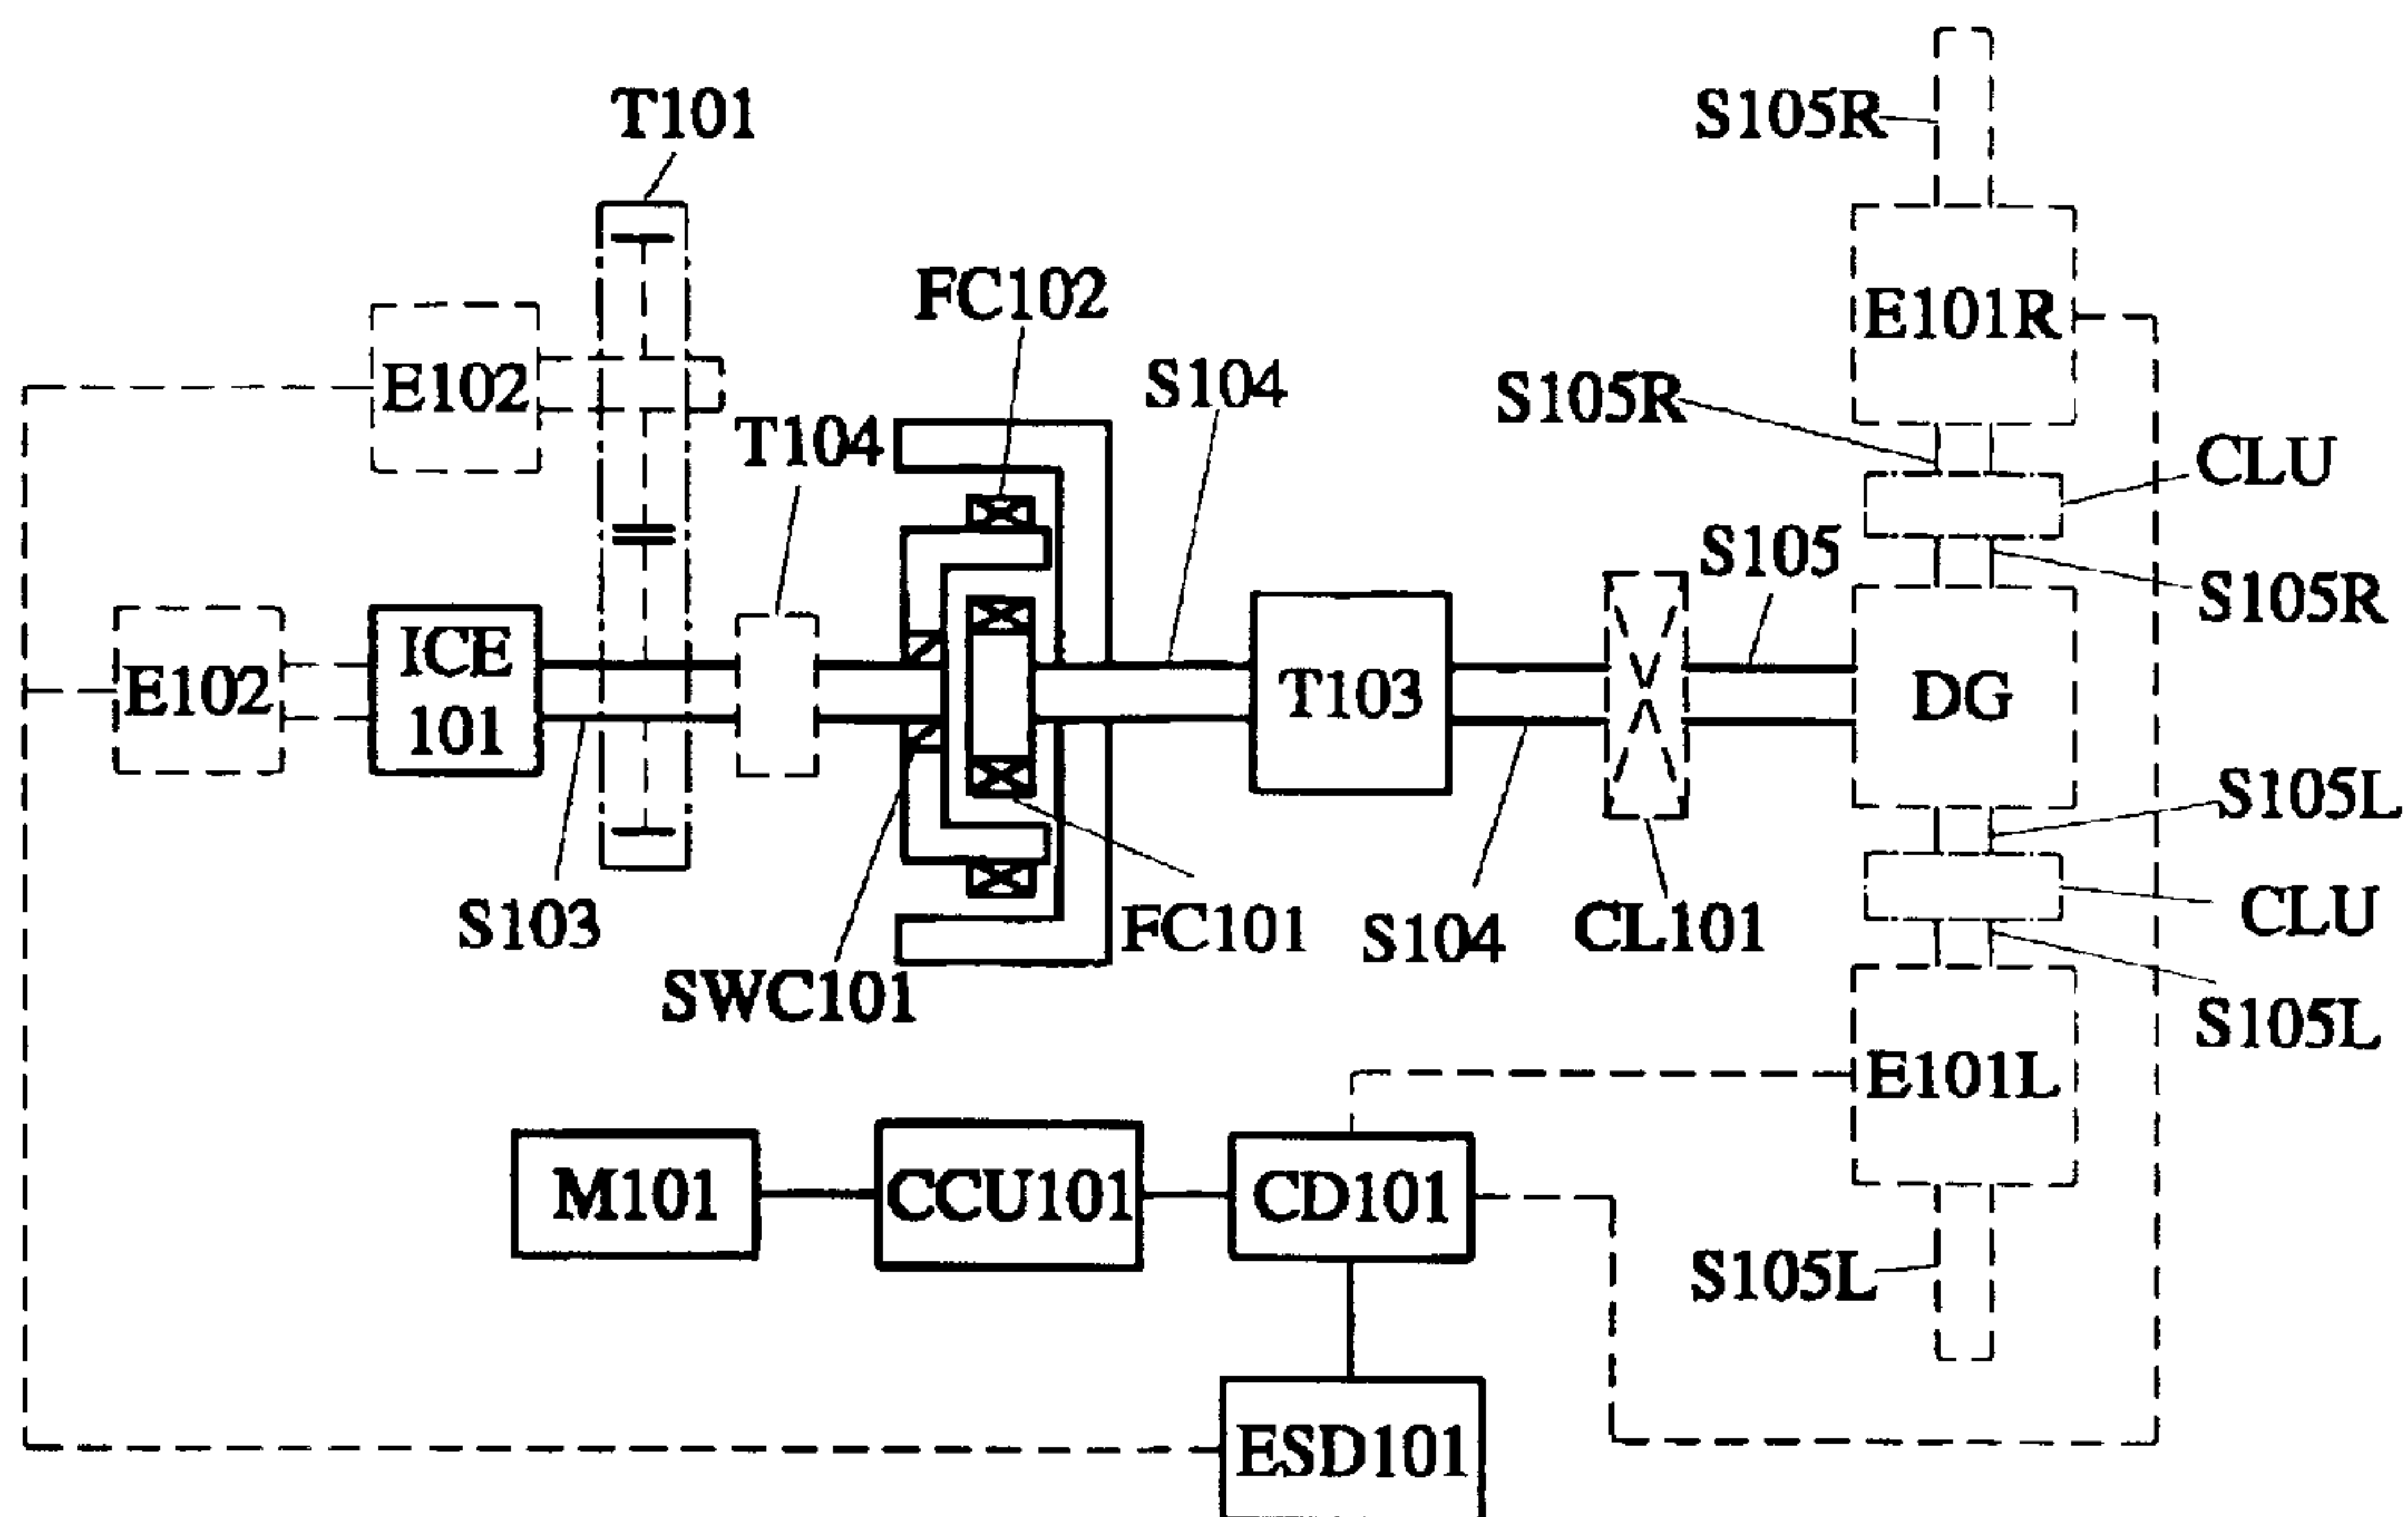 T101
S105R
FC102
E101R
E102
S104
S105R
T104
CLU
S105
S105R
E102
ICE
101
T103
DG
S105L
S103
FC101
S104
CL101
CLU
SWC101
S105L
E101L
M101
CCU101
CD101
S105L
ESD101